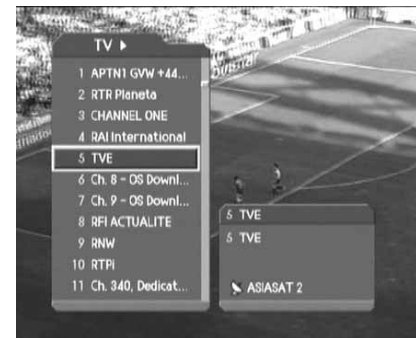 TV
1 APTN1 GVW +44...
2 RTR Planeta
3 CHANNEL ONE
4 RAI International
5 TVE
6 Ch. 8 - OS Downl...
7 Ch. 9 - OS Downl...
8 RFI ACTUALITE
9 RNW
10 RTPi
11 Ch. 340, Dedicat...
5 TVE
5 TVE
ASIASAT 2